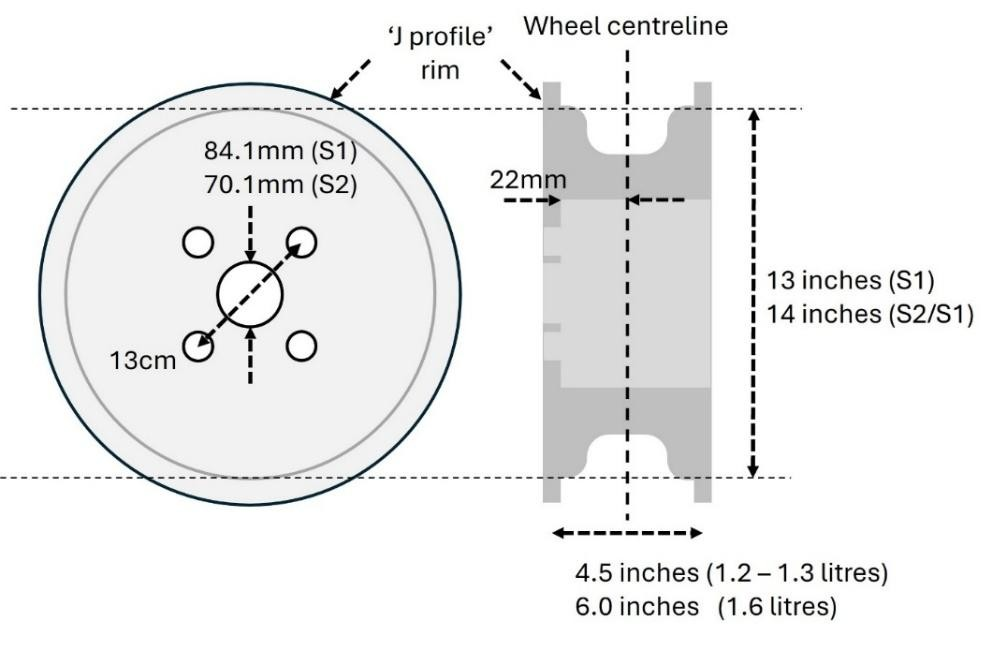 Wheel centreline
‘J profile’
rim
84.1mm (S1)
70.1mm (S2)
22mm
13 inches (S1)
14 inches (S2/S1)
13cm
4.5 inches (1.2 – 1.3 litres)
6.0 inches (1.6 litres)